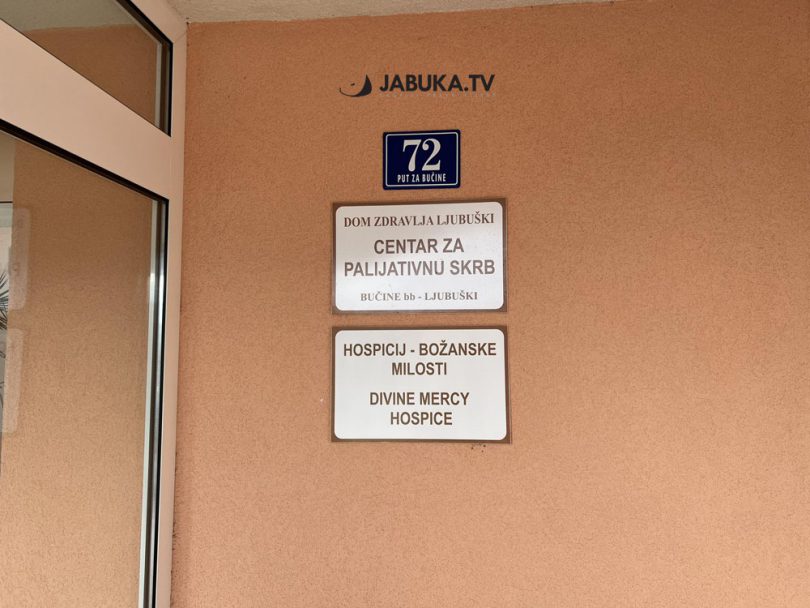 JABUKA.TV
72
PUT ZA BUČINE
DOM ZDRAVLJA LJUBUŠKI
CENTAR ZA
PALIJATIVNU SKRB
BUČINE bb - LJUBUŠKI
HOSPICIJ - BOŽANSKE
MILOSTI
DIVINE MERCY
HOSPICE